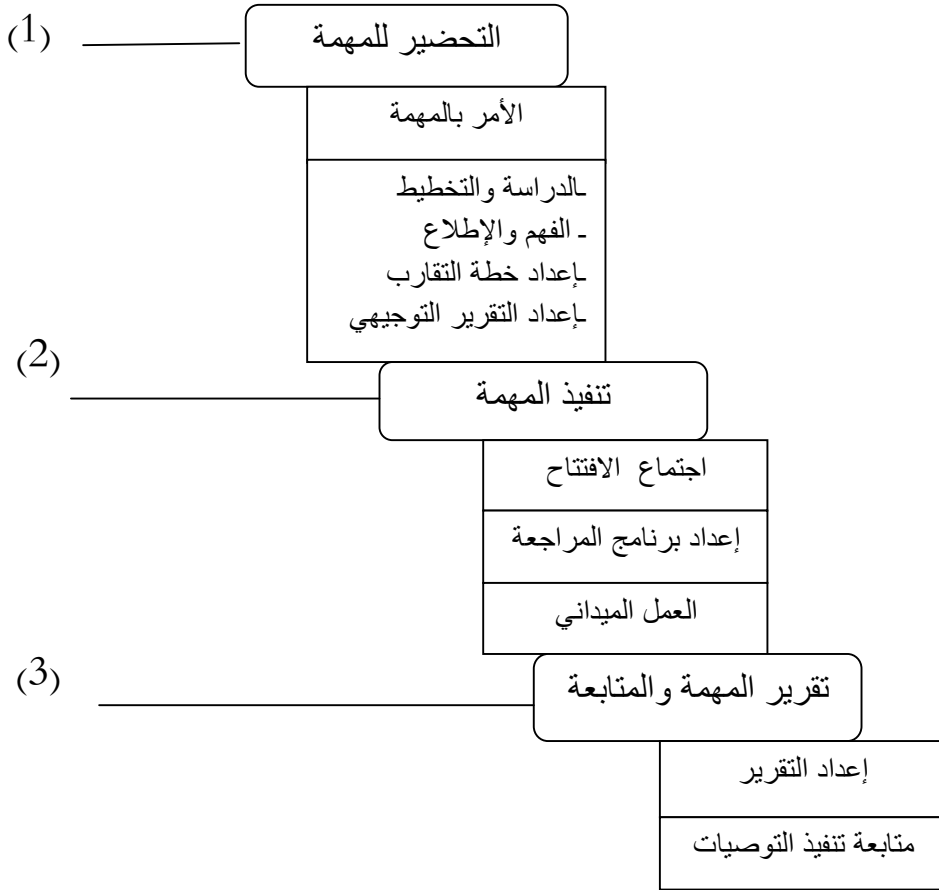 (1)
التحضير للمهمة
الأمر بالمهمة
ـالدراسة والتخطيط
ـ الفهم والإطلاع
ـإعداد خطة التقارب
ـإعداد التقرير التوجيهي
(2)
تنفيذ المهمة
اجتماع الافتتاح
إعداد برنامج المراجعة
العمل الميداني
(3)
تقرير المهمة والمتابعة
إعداد التقرير
متابعة تنفيذ التوصيات